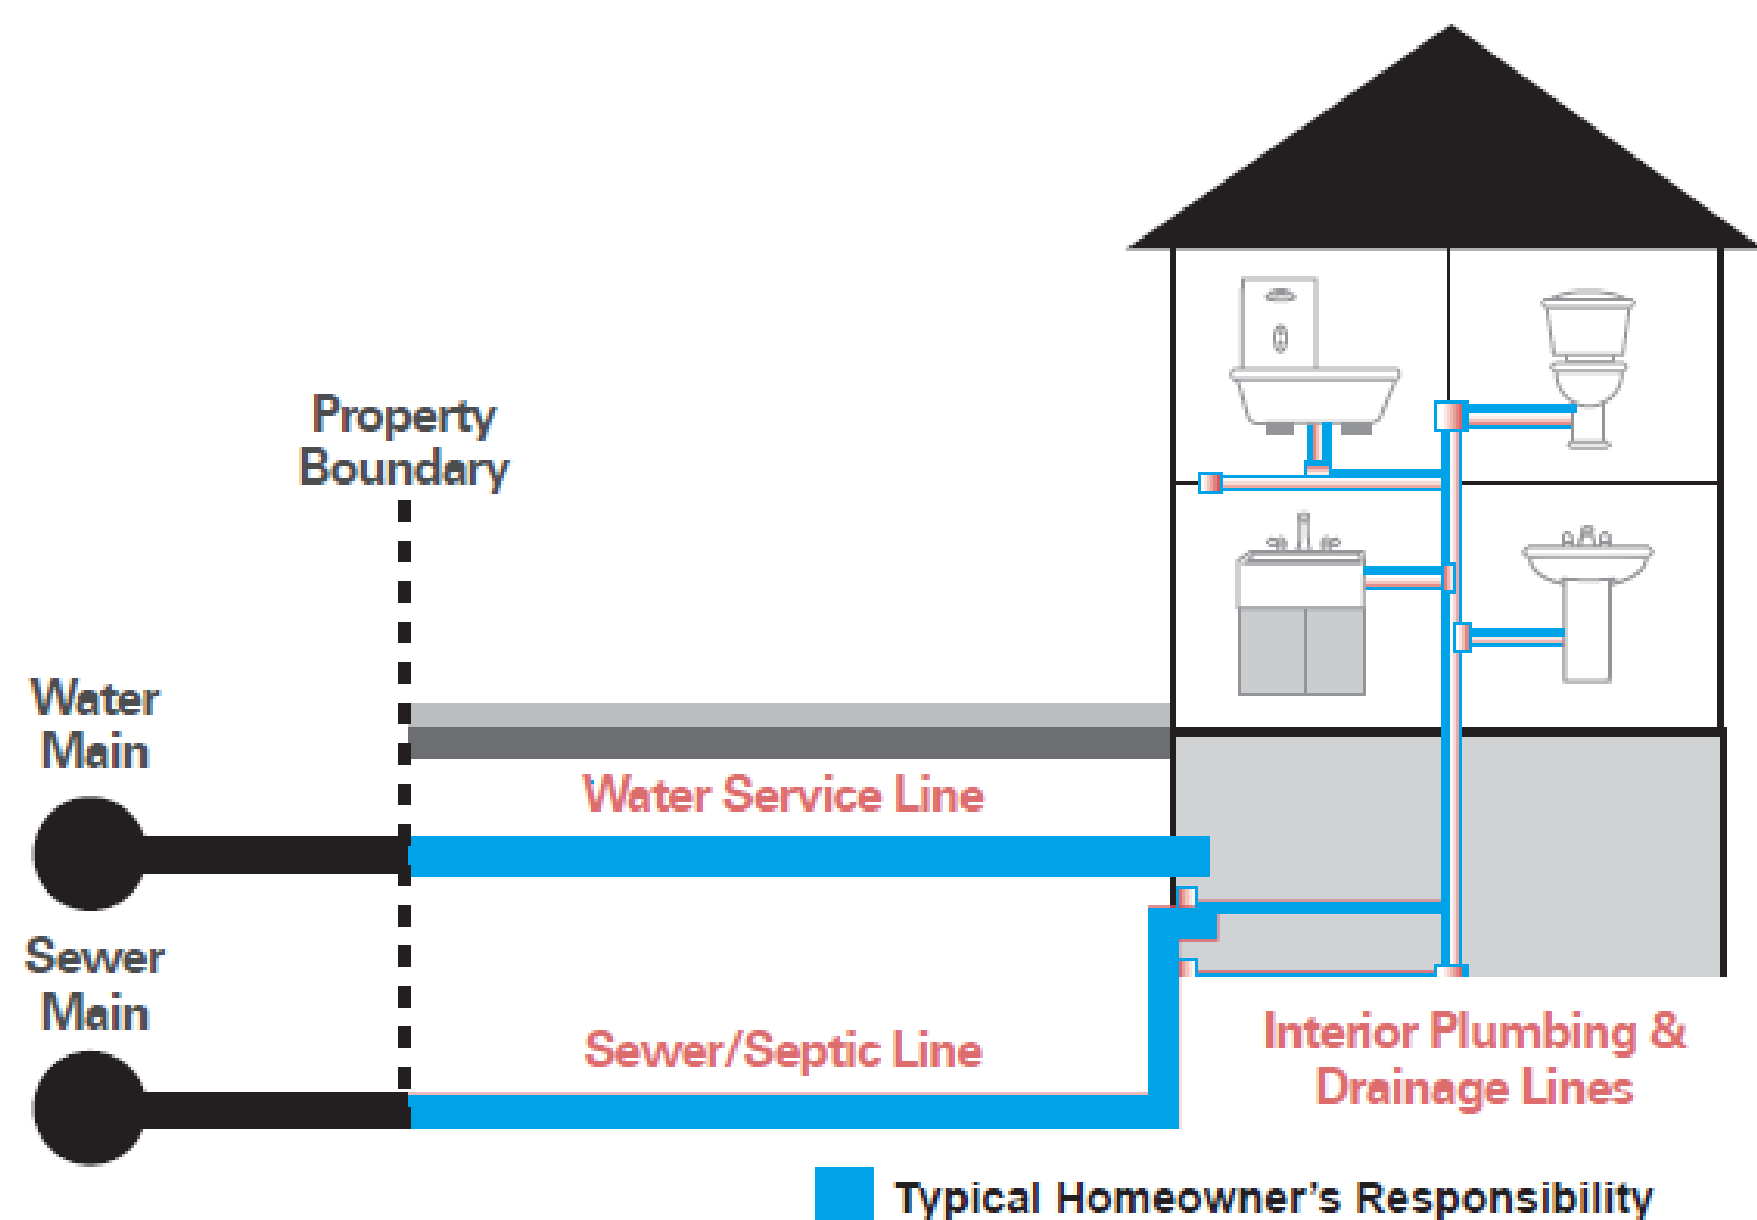 Property
Boundary
Water
Main
Water Service Line
Sewer
Main
Sewer/Septic Line
Interior Plumbing &
Drainage Lines
Typical Homeowner's Responsibility